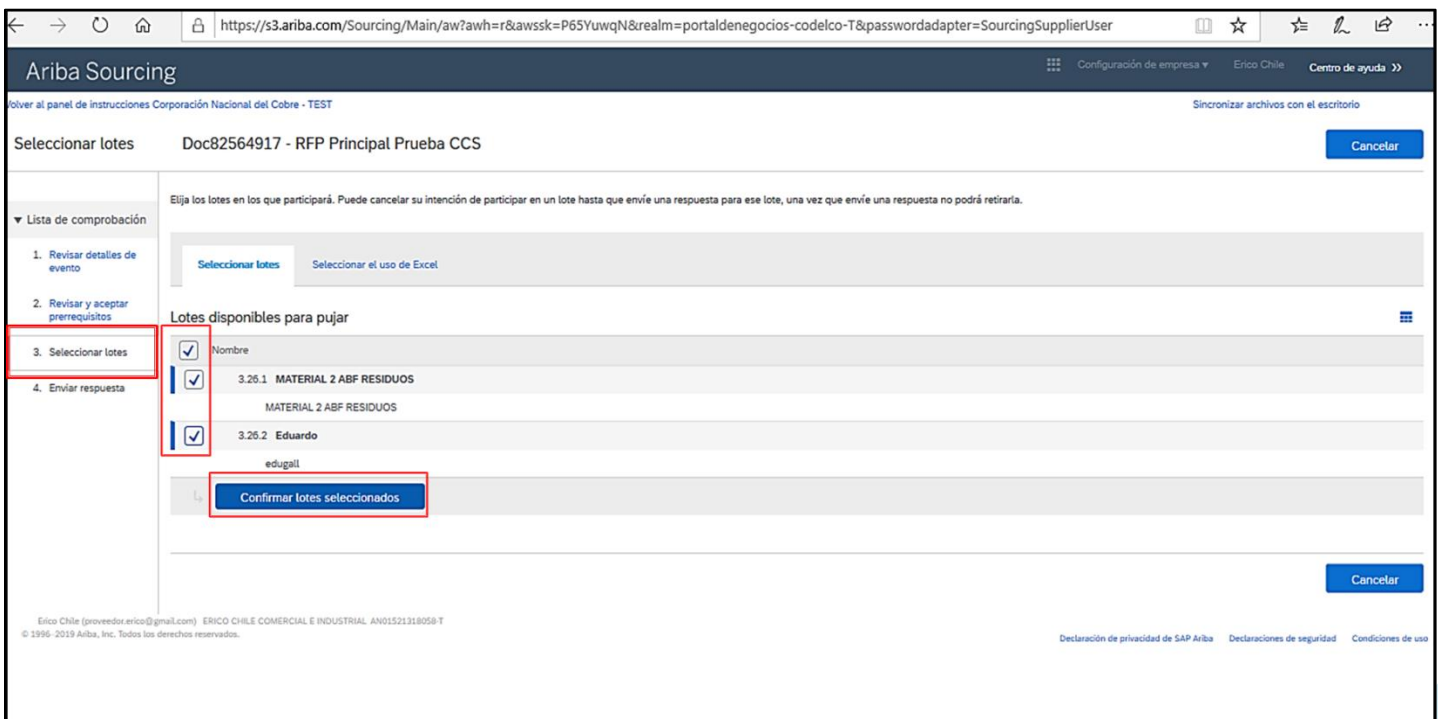 https://s3.ariba.com/Sourcing/Main/aw?awh=r&awssk=P65YuwqN&realm=portaldenegocios-codelco-T&passwordadapter=SourcingSupplierUser
Ariba Sourcing
Configuración de empresa ▾ Erico Chile Centro de ayuda >>
Volver al panel de instrucciones Corporación Nacional del Cobre - TEST
Sincronizar archivos con el escritorio
Seleccionar lotes
Doc82564917 - RFP Principal Prueba CCS
Cancelar
Elija los lotes en los que participará. Puede cancelar su intención de participar en un lote hasta que envíe una respuesta para ese lote, una vez que envíe una respuesta no podrá retirarla.
▼ Lista de comprobación
1. Revisar detalles de
evento
2. Revisar y aceptar
prerrequisitos
3. Seleccionar lotes
4. Enviar respuesta
Seleccionar lotes Seleccionar el uso de Excel
Lotes disponibles para pujar
Nombre
3.26.1 MATERIAL 2 ABF RESIDUOS
MATERIAL 2 ABF RESIDUOS
3.26.2 Eduardo
edugall
Confirmar lotes seleccionados
Cancelar
Erico Chile (proveedor.erico@gmail.com) ERICO CHILE COMERCIAL E INDUSTRIAL AN01521318058-T
© 1996-2019 Ariba, Inc. Todos los derechos reservados.
Declaración de privacidad de SAP Ariba Declaraciones de seguridad Condiciones de uso